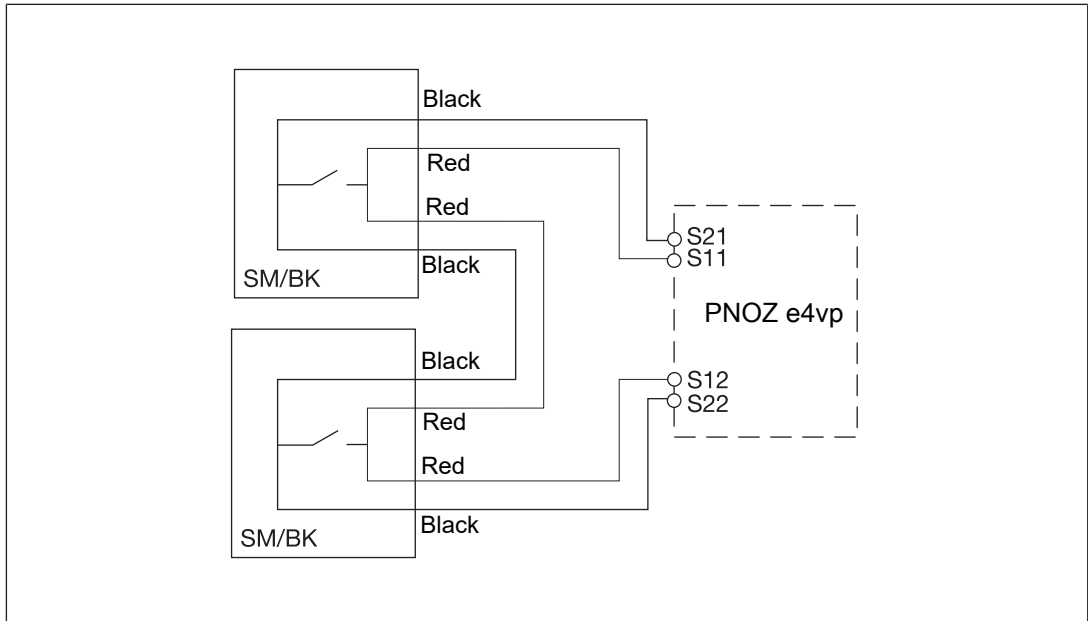 Black
Red
Red
Black
SM/BK
S21
S11
PNOZ e4vp
S12
S22
Black
Red
Red
Black
SM/BK